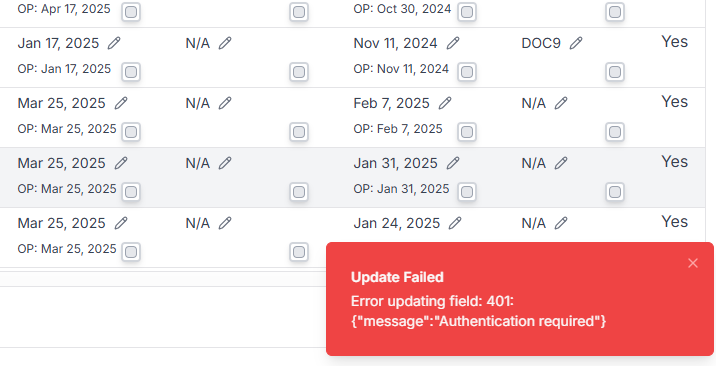 OP: Apr 17, 2025 OP: Oct 30, 2024
Jan 17, 2025 N/A Nov 11, 2024 DOC9 Yes
OP: Jan 17, 2025 OP: Nov 11, 2024
Mar 25, 2025 N/A Feb 7, 2025 N/A Yes
OP: Mar 25, 2025 OP: Feb 7, 2025
Mar 25, 2025 N/A Jan 31, 2025 N/A Yes
OP: Mar 25, 2025 OP: Jan 31, 2025
Mar 25, 2025 N/A Jan 24, 2025 N/A Yes
OP: Mar 25, 2025
Update Failed
Error updating field: 401:
{"message":"Authentication required"}